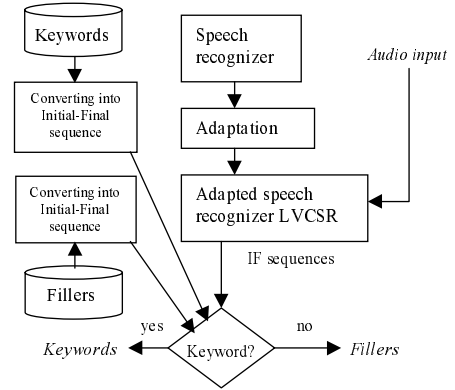 Keywords
Speech
recognizer
Audio input
Converting into
Initial-Final
sequence
Adaptation
Converting into
Initial-Final
sequence
Adapted speech
recognizer LVCSR
IF sequences
Fillers
yes
no
Keywords
Keyword?
Fillers